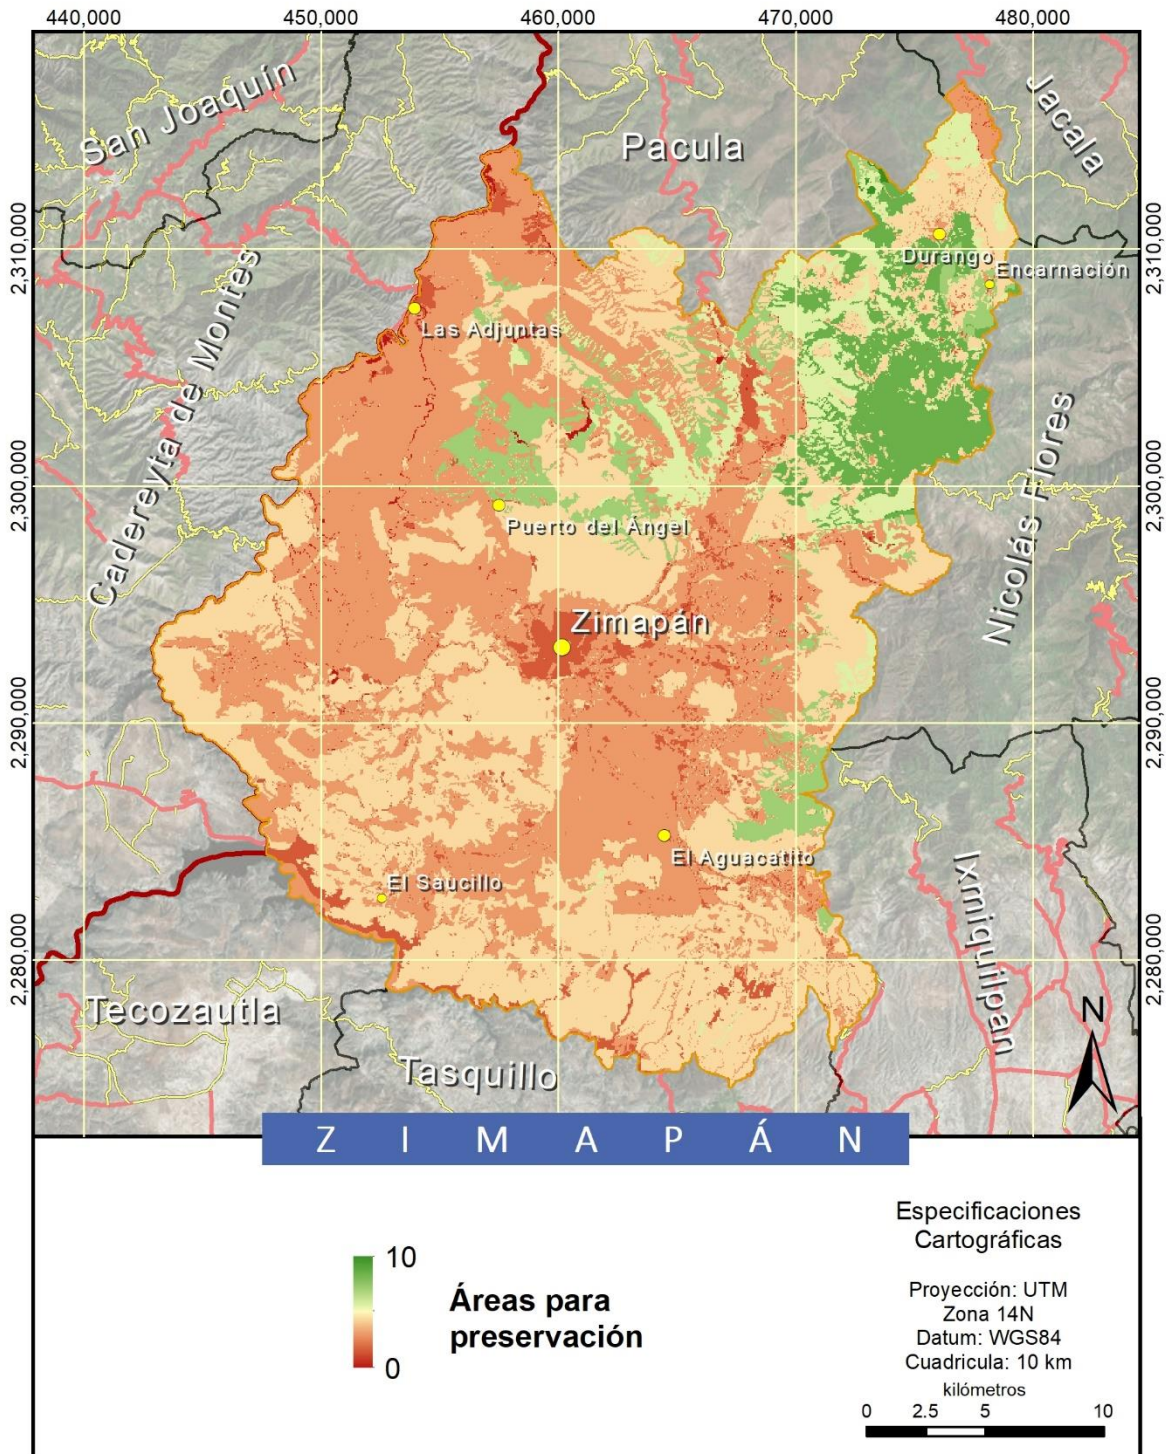 440,000 450,000 460,000 470,000 480,000
San Joaquín
Pacula
Jacala
2,310,000
2,310,000
Durango
Encarnación
Las Adjuntas
Cadereyta de Montes
Nicolás Flores
2,300,000
2,300,000
Puerto del Ángel
Zimapán
2,290,000
2,290,000
El Aguacatito
El Saucillo
Ixmiquilpan
2,280,000
2,280,000
Tecozautla
Tasquillo
N
ZIMAPÁN
10
0
Áreas para
preservación
Especificaciones
Cartográficas
Proyección: UTM
Zona 14N
Datum: WGS84
Cuadricula: 10 km
kilómetros
0 2.5 5 10